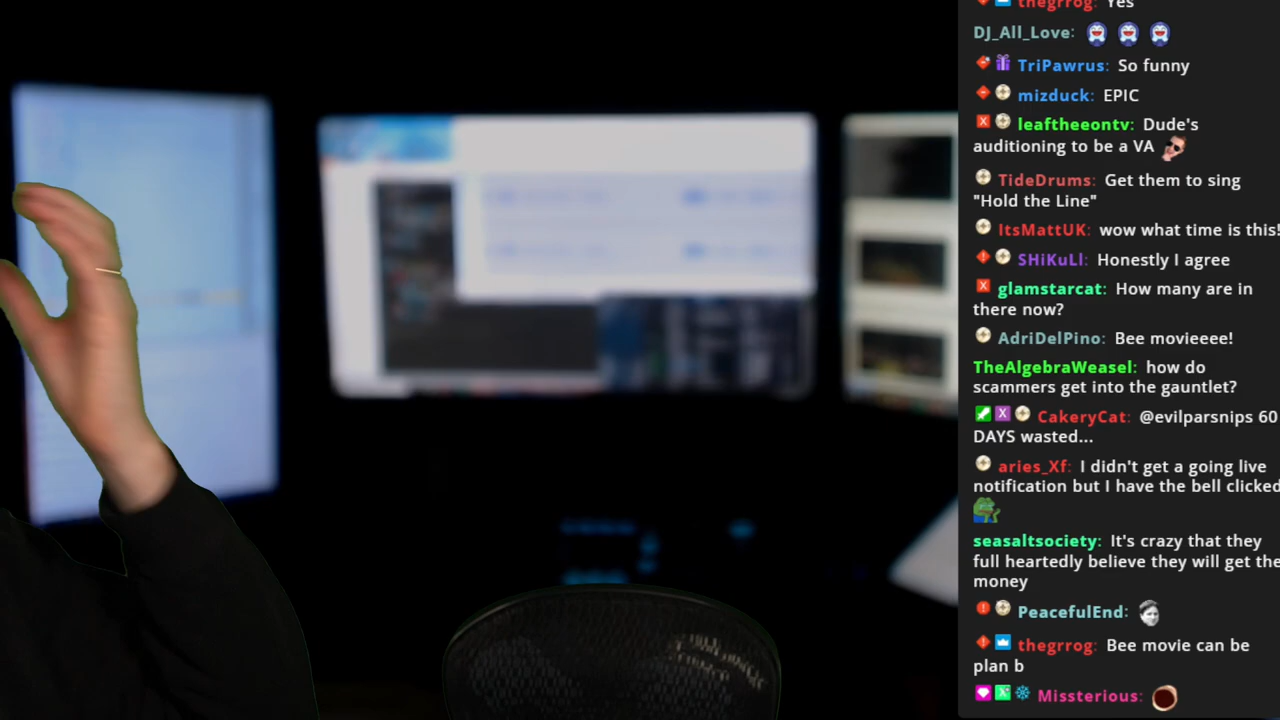 thegrrog: Yes
DJ_All_Love:
TriPawrus: So funny
mizduck: EPIC
leaftheeontv: Dude's
auditioning to be a VA
TideDrums: Get them to sing
"Hold the Line"
ItsMattUK: wow what time is this!
SHiKuLl: Honestly I agree
glamstarcat: How many are in
there now?
AdriDelPino: Bee movieeee!
TheAlgebraWeasel: how do
scammers get into the gauntlet?
CakeryCat: @evilparsnips 60
DAYS wasted...
aries_Xf: I didn't get a going live
notification but I have the bell clicked
seasaltsociety: It's crazy that they
full heartedly believe they will get the
money
PeacefulEnd:
thegrrog: Bee movie can be
plan b
Missterious: